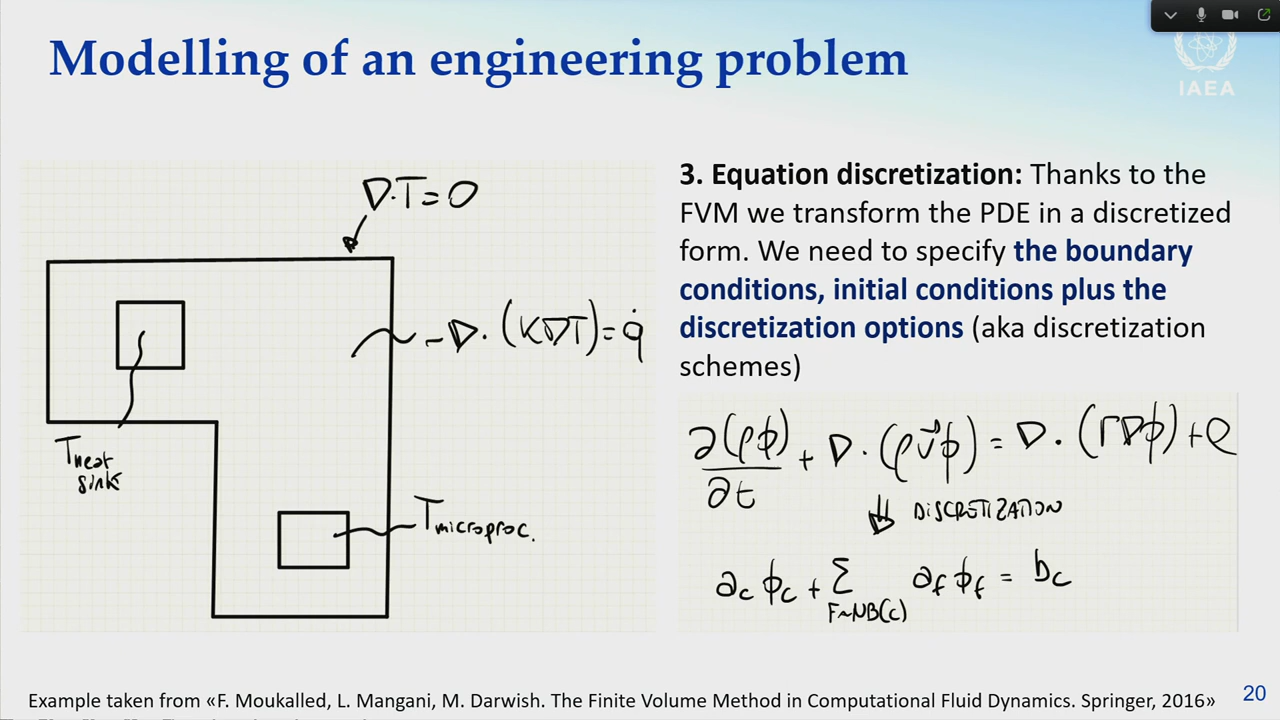 Modelling of an engineering problem
IAEA
∇·T=0
-∇·(K∇T)=q̇
T heat
sink
T microproc.
3. Equation discretization: Thanks to the
FVM we transform the PDE in a discretized
form. We need to specify the boundary
conditions, initial conditions plus the
discretization options (aka discretization
schemes)
∂(ρϕ)/∂t + ∇·(ρv⃗ϕ) = ∇·(Γ∇ϕ)+Q
⇓ DISCRETIZATION
a_c ϕ_c + Σ_{F~NB(C)} a_f ϕ_f = b_c
Example taken from «F. Moukalled, L. Mangani, M. Darwish. The Finite Volume Method in Computational Fluid Dynamics. Springer, 2016»
20